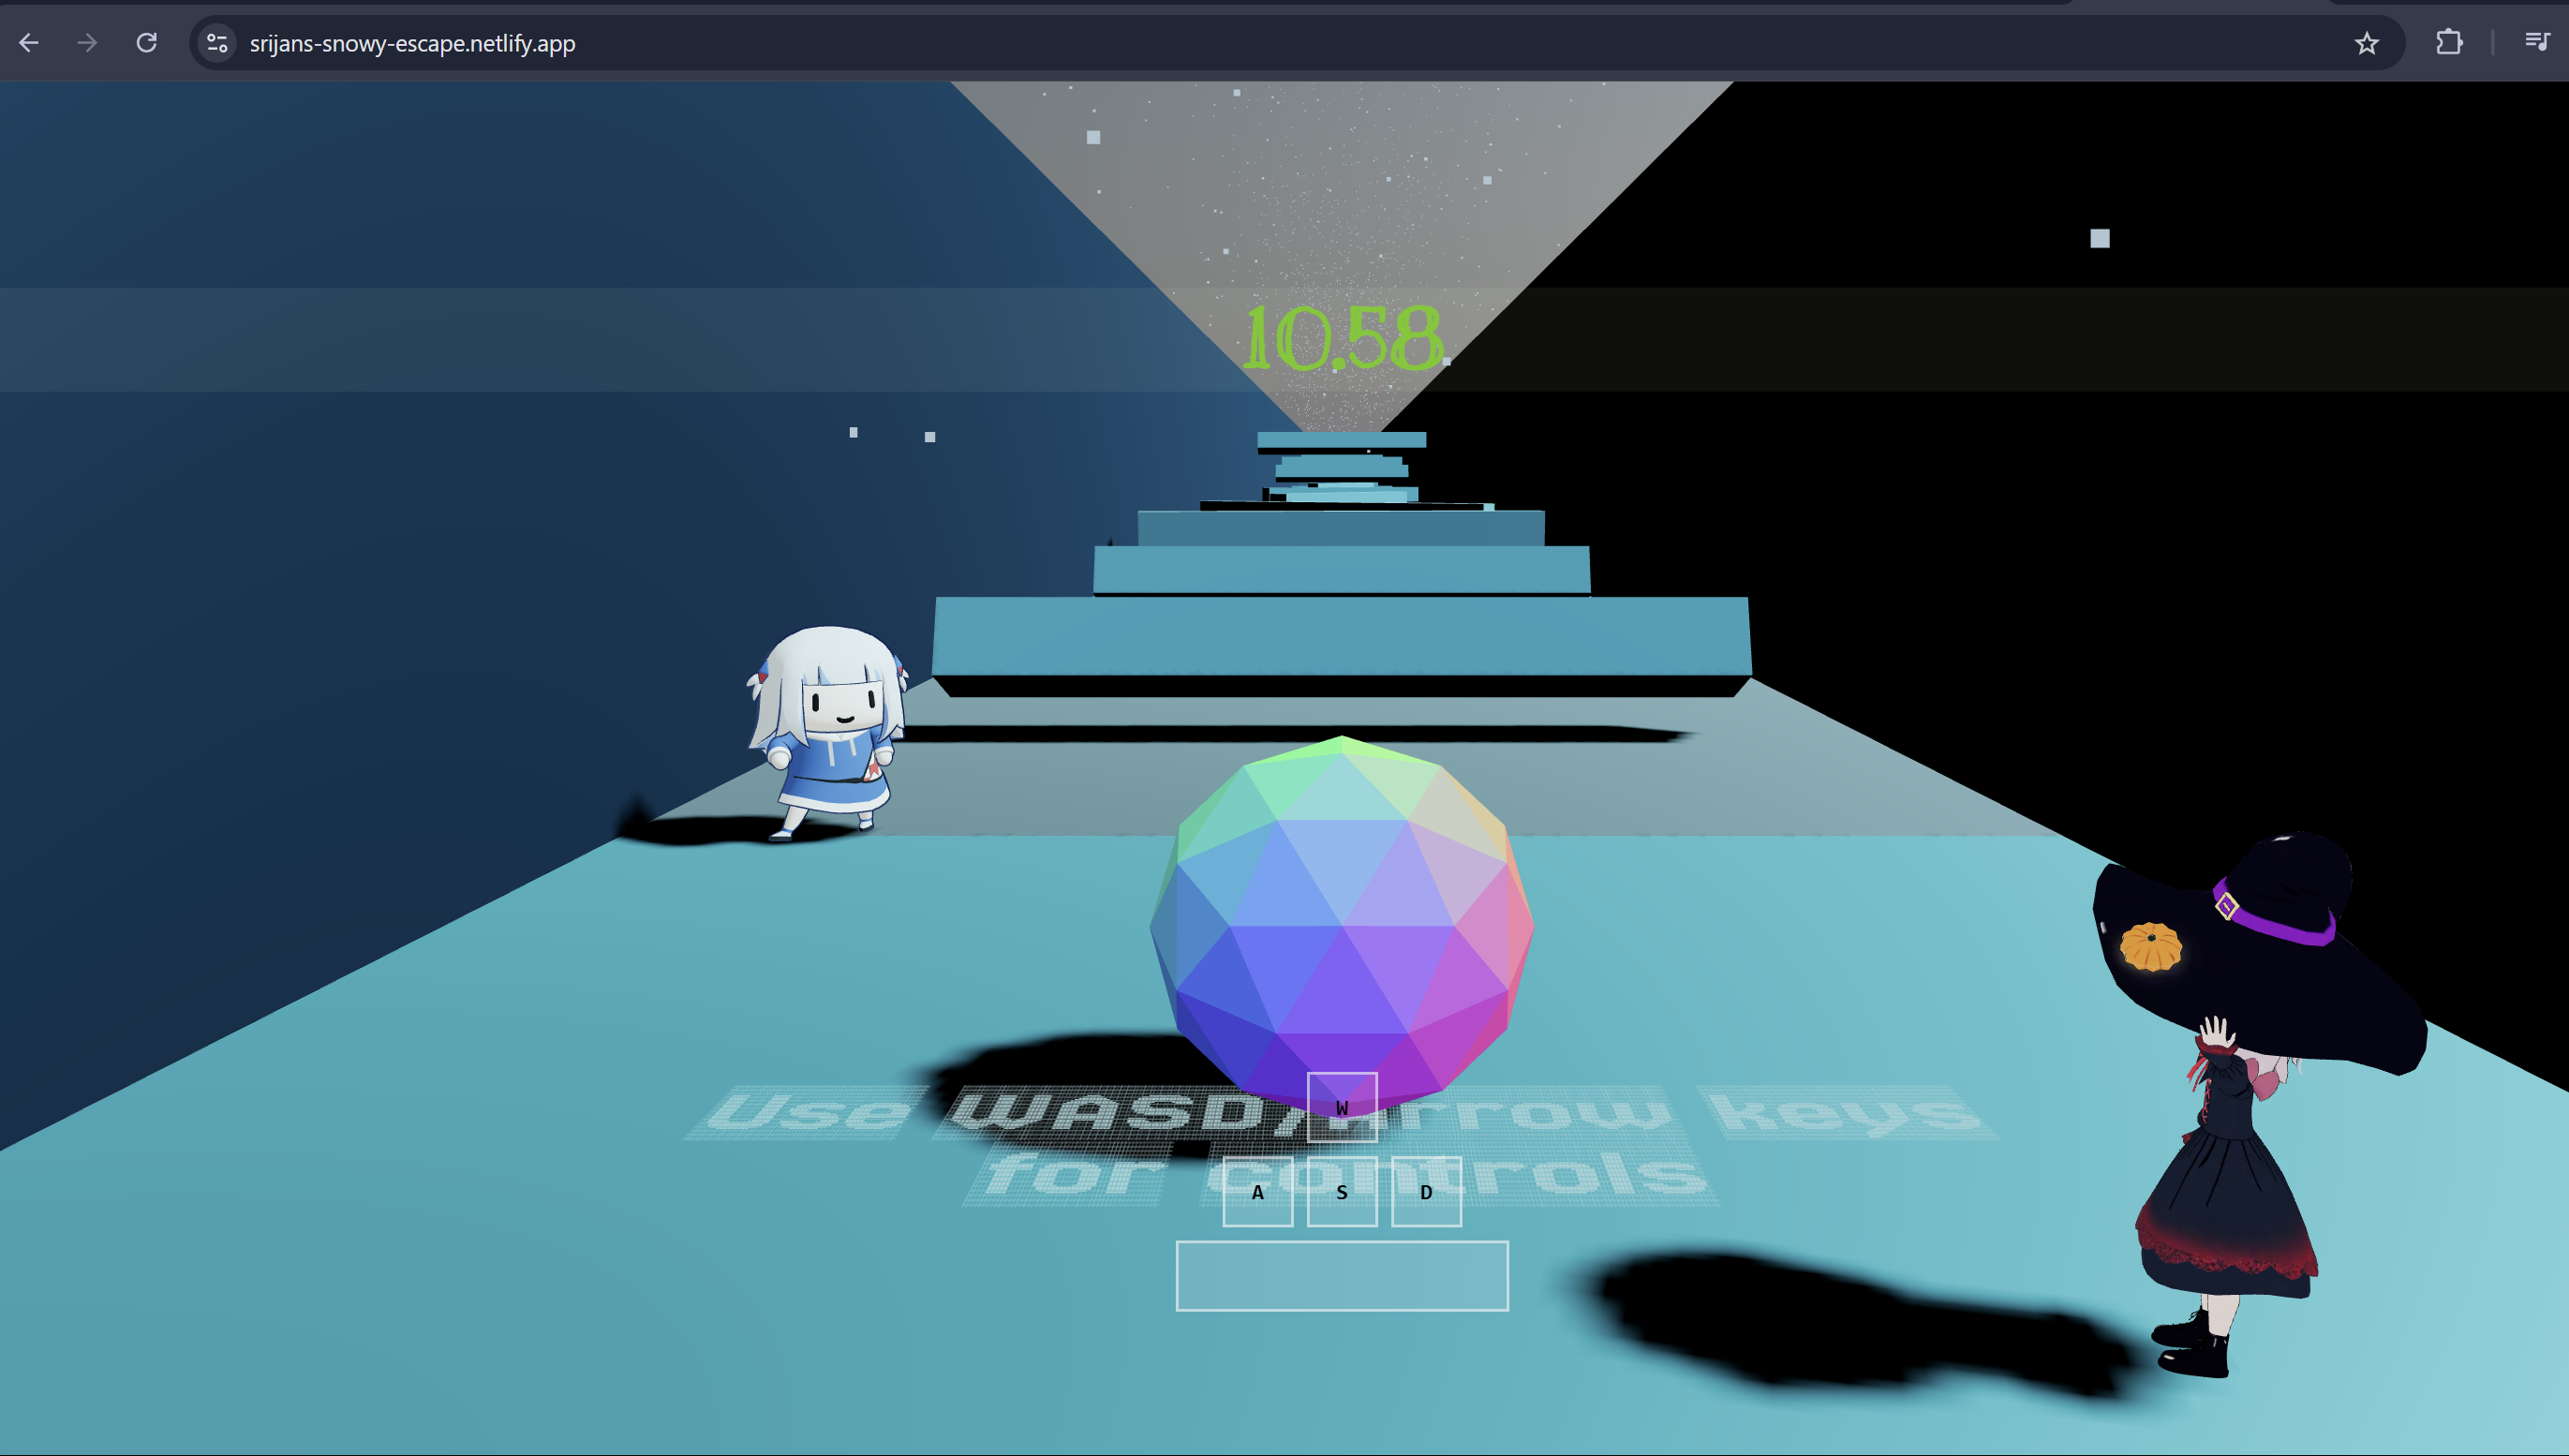 srijans-snowy-escape.netlify.app
10.58
Use WASD/Arrow keys
for controls
W
A S D